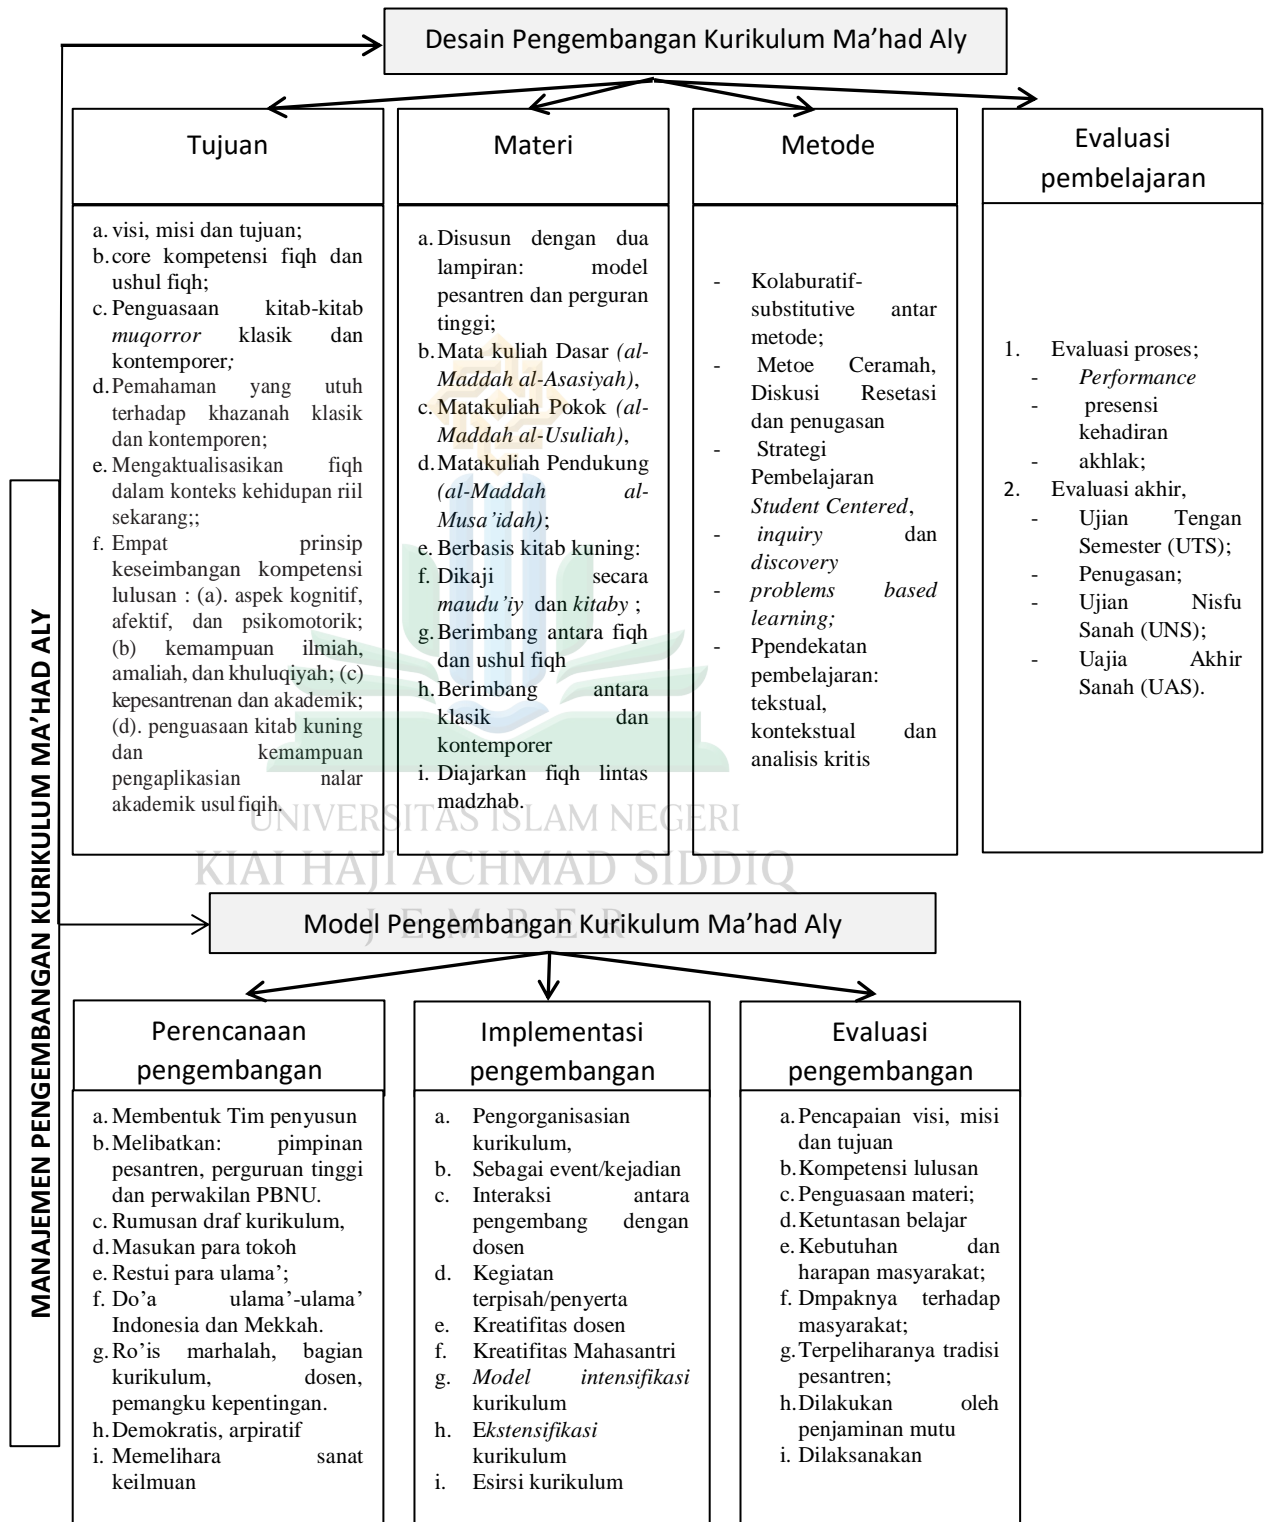 Desain Pengembangan Kurikulum Ma’had Aly
Tujuan
a. visi, misi dan tujuan;
b. core kompetensi fiqh dan
ushul fiqh;
c. Penguasaan kitab-kitab
muqorror klasik dan
kontemporer;
d. Pemahaman yang utuh
terhadap khazanah klasik
dan kontemporen;
e. Mengaktualisasikan fiqh
dalam konteks kehidupan riil
sekarang;;
f. Empat prinsip
keseimbangan kompetensi
lulusan : (a). aspek kognitif,
afektif, dan psikomotorik;
(b) kemampuan ilmiah,
amaliah, dan khuluqiyah; (c)
kepesantrenan dan akademik;
(d). penguasaan kitab kuning
dan kemampuan
pengaplikasian nalar
akademik usul fiqih.
Materi
a. Disusun dengan dua
lampiran: model
pesantren dan perguran
tinggi;
b. Mata kuliah Dasar (al-
Maddah al-Asasiyah),
c. Matakuliah Pokok (al-
Maddah al-Usuliah),
d. Matakuliah Pendukung
(al-Maddah al-
Musa’idah);
e. Berbasis kitab kuning:
f. Dikaji secara
maudu’iy dan kitaby ;
g. Berimbang antara fiqh
dan ushul fiqh
h. Berimbang antara
klasik dan
kontemporer
i. Diajarkan fiqh lintas
madzhab.
Metode
- Kolaburatif-
substitutive antar
metode;
- Metoe Ceramah,
Diskusi Resetasi
dan penugasan
- Strategi
Pembelajaran
Student Centered,
- inquiry dan
discovery
- problems based
learning;
- Ppendekatan
pembelajaran:
tekstual,
kontekstual dan
analisis kritis
Evaluasi
pembelajaran
1. Evaluasi proses;
- Performance
- presensi
kehadiran
- akhlak;
2. Evaluasi akhir,
- Ujian Tengan
Semester (UTS);
- Penugasan;
- Ujian Nisfu
Sanah (UNS);
- Uajia Akhir
Sanah (UAS).
MANAJEMEN PENGEMBANGAN KURIKULUM MA’HAD ALY
UNIVERSITAS ISLAM NEGERI
KIAI HAJI ACHMAD SIDDIQ
J E M B E R
Model Pengembangan Kurikulum Ma’had Aly
Perencanaan
pengembangan
a. Membentuk Tim penyusun
b. Melibatkan: pimpinan
pesantren, perguruan tinggi
dan perwakilan PBNU.
c. Rumusan draf kurikulum,
d. Masukan para tokoh
e. Restui para ulama’;
f. Do’a ulama’-ulama’
Indonesia dan Mekkah.
g. Ro’is marhalah, bagian
kurikulum, dosen,
pemangku kepentingan.
h. Demokratis, arpiratif
i. Memelihara sanat
keilmuan
Implementasi
pengembangan
a. Pengorganisasian
kurikulum,
b. Sebagai event/kejadian
c. Interaksi antara
pengembang dengan
dosen
d. Kegiatan
terpisah/penyerta
e. Kreatifitas dosen
f. Kreatifitas Mahasantri
g. Model intensifikasi
kurikulum
h. Ekstensifikasi
kurikulum
i. Esirsi kurikulum
Evaluasi
pengembangan
a. Pencapaian visi, misi
dan tujuan
b. Kompetensi lulusan
c. Penguasaan materi;
d. Ketuntasan belajar
e. Kebutuhan dan
harapan masyarakat;
f. Dmpaknya terhadap
masyarakat;
g. Terpeliharanya tradisi
pesantren;
h. Dilakukan oleh
penjaminan mutu
i. Dilaksanakan